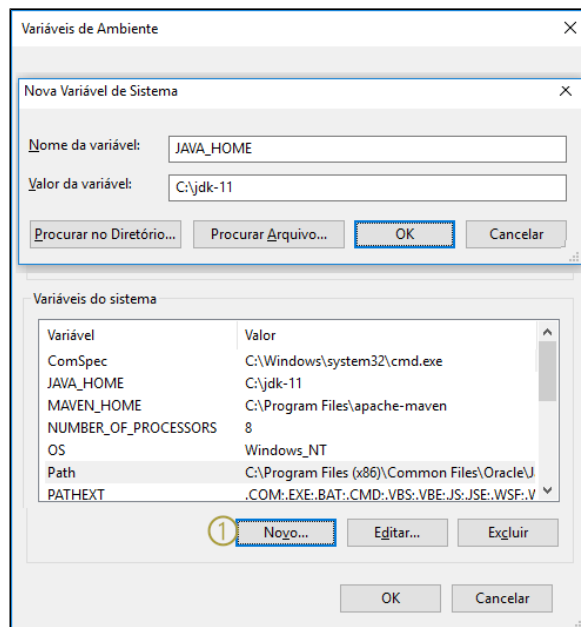 Variáveis de Ambiente
Nova Variável de Sistema
Nome da variável: JAVA_HOME
Valor da variável: C:\jdk-11
Procurar no Diretório... Procurar Arquivo... OK Cancelar
Variáveis do sistema
Variável Valor
ComSpec C:\Windows\system32\cmd.exe
JAVA_HOME C:\jdk-11
MAVEN_HOME C:\Program Files\apache-maven
NUMBER_OF_PROCESSORS 8
OS Windows_NT
Path C:\Program Files (x86)\Common Files\Oracle\J
PATHEXT .COM;.EXE;.BAT;.CMD;.VBS;.VBE;.JS;.JSE;.WSF;.V
1 Novo... Editar... Excluir
OK Cancelar